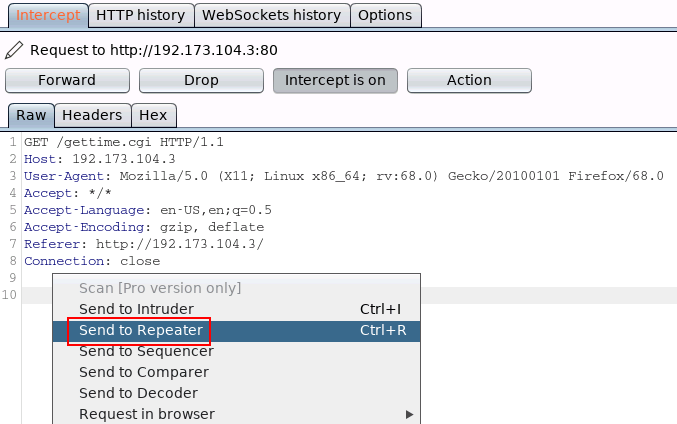 Intercept HTTP history WebSockets history Options
Request to http://192.173.104.3:80
Forward Drop Intercept is on Action
Raw Headers Hex
1 GET /gettime.cgi HTTP/1.1
2 Host: 192.173.104.3
3 User-Agent: Mozilla/5.0 (X11; Linux x86_64; rv:68.0) Gecko/20100101 Firefox/68.0
4 Accept: */*
5 Accept-Language: en-US,en;q=0.5
6 Accept-Encoding: gzip, deflate
7 Referer: http://192.173.104.3/
8 Connection: close
9
10
Scan [Pro version only]
Send to Intruder Ctrl+I
Send to Repeater Ctrl+R
Send to Sequencer
Send to Comparer
Send to Decoder
Request in browser